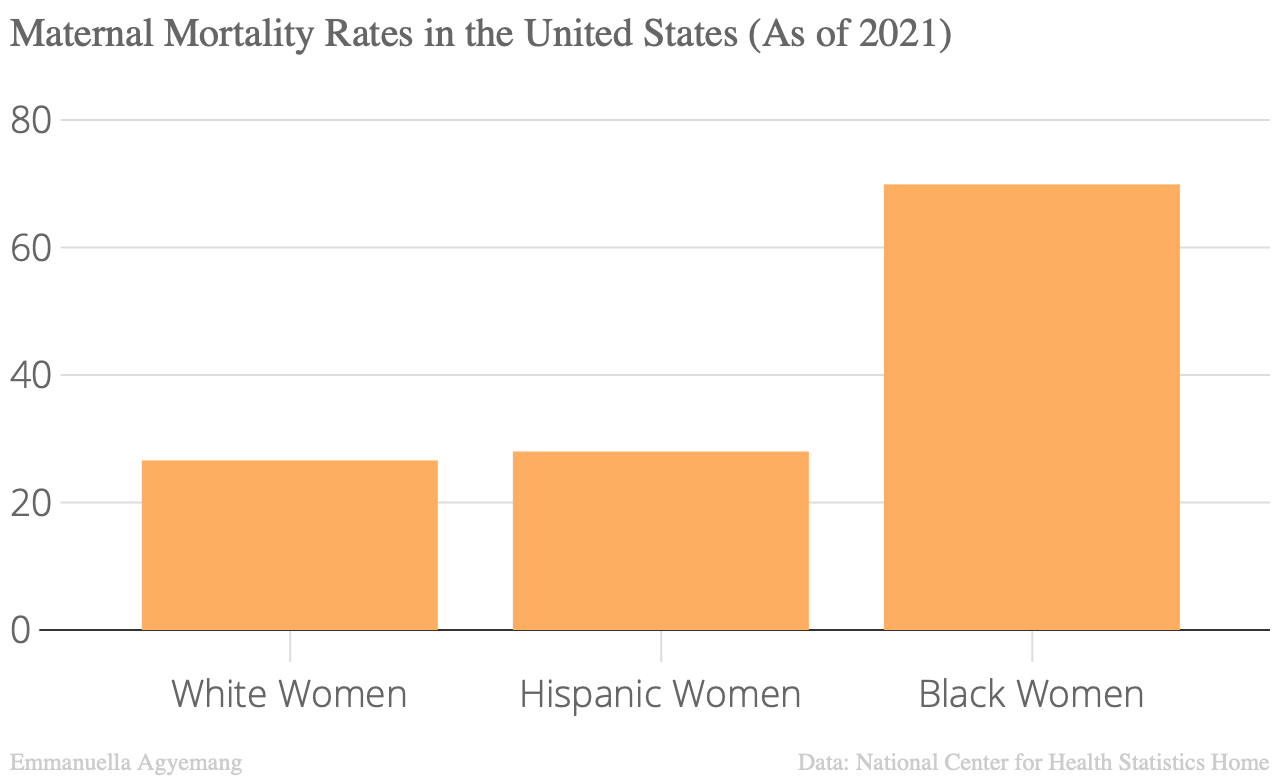 Maternal Mortality Rates in the United States (As of 2021)
80
60
40
20
0
White Women Hispanic Women Black Women
Emmanuella Agyemang Data: National Center for Health Statistics Home